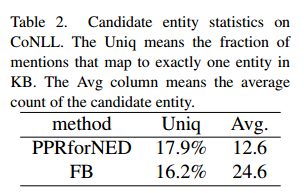 Table 2. Candidate entity statistics on
CoNLL. The Uniq means the fraction of
mentions that map to exactly one entity in
KB. The Avg column means the average
count of the candidate entity.
method Uniq Avg.
PPRforNED 17.9% 12.6
FB 16.2% 24.6